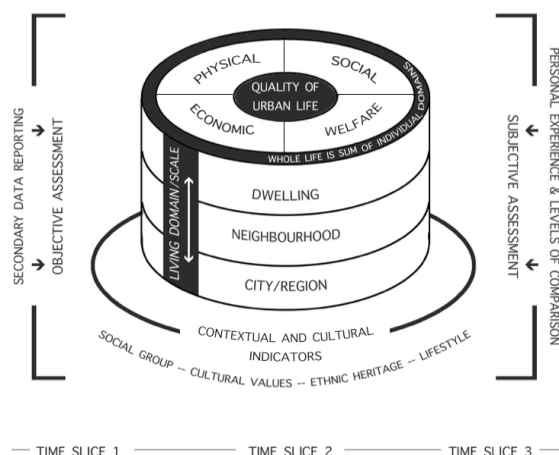 PHYSICAL
SOCIAL
QUALITY OF
URBAN LIFE
ECONOMIC
WELFARE
WHOLE LIFE IS SUM OF INDIVIDUAL DOMAINS
LIVING DOMAIN/SCALE
DWELLING
NEIGHBOURHOOD
CITY/REGION
CONTEXTUAL AND CULTURAL
INDICATORS
SOCIAL GROUP -- CULTURAL VALUES -- ETHNIC HERITAGE -- LIFESTYLE
SECONDARY DATA REPORTING
OBJECTIVE ASSESSMENT
SUBJECTIVE ASSESSMENT
PERSONAL EXPERIENCE & LEVELS OF COMPARISON
TIME SLICE 1
TIME SLICE 2
TIME SLICE 3